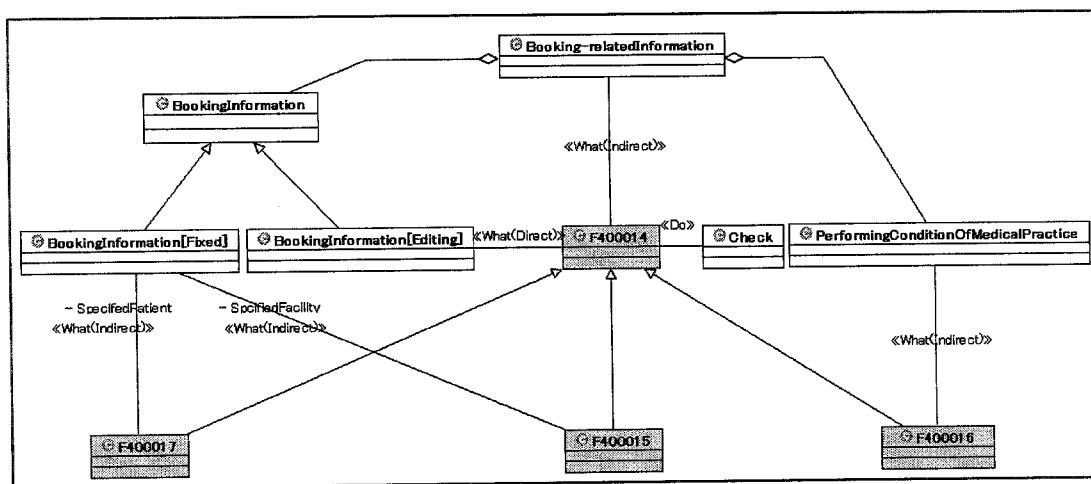 Booking-relatedInformation
BookingInformation
«What(Indirect)»
BookingInformation[Fixed]
BookingInformation[Editing]
«What(Direct)»
F400014
«Do»
Check
PerformingConditionOfMedicalPractice
~ SpecifedPatient
«What(Indirect)»
~ SpcifiedFacility
«What(Indirect)»
«What(Indirect)»
F400017
F400015
F400016